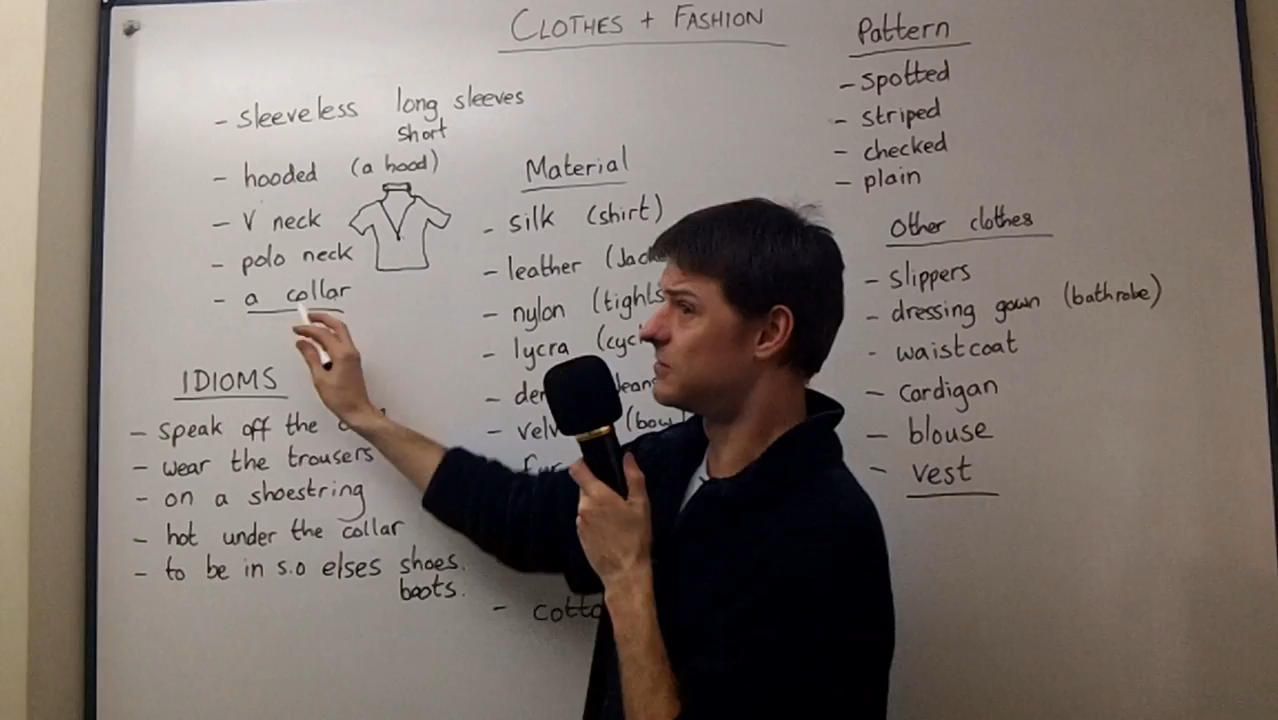 CLOTHES + FASHION
- sleeveless long sleeves
short
- hooded (a hood)
- V neck
- polo neck
- a collar
IDIOMS
- speak off the
- wear the trousers
- on a shoestring
- hot under the collar
- to be in s.o elses shoes.
boots.
Material
- silk (shirt)
- leather
- nylon (tights
- lycra
-
-
-
Pattern
- spotted
- striped
- checked
- plain
Other clothes
- slippers
- dressing gown (bathrobe)
- waistcoat
- cardigan
- blouse
- vest